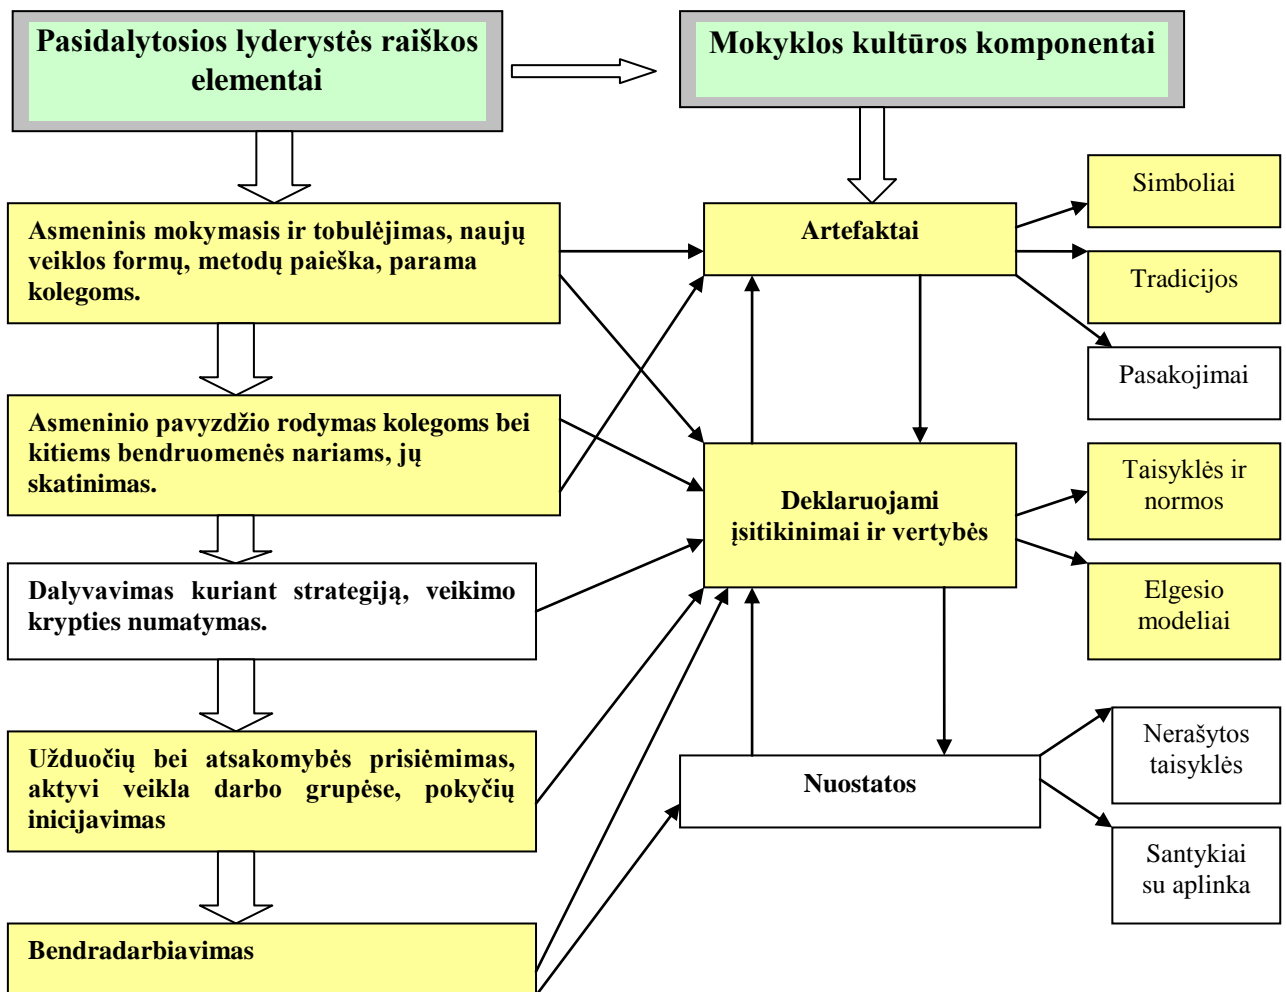 Pasidalytosios lyderystės raiškos
elementai
Mokyklos kultūros komponentai
Asmeninis mokymasis ir tobulėjimas, naujų
veiklos formų, metodų paieška, parama
kolegoms.
Asmeninio pavyzdžio rodymas kolegoms bei
kitiems bendruomenės nariams, jų
skatinimas.
Dalyvavimas kuriant strategiją, veikimo
krypties numatymas.
Užduočių bei atsakomybės prisiėmimas,
aktyvi veikla darbo grupėse, pokyčių
inicijavimas
Bendradarbiavimas
Artefaktai
Deklaruojami
įsitikinimai ir vertybės
Nuostatos
Simboliai
Tradicijos
Pasakojimai
Taisyklės ir
normos
Elgesio
modeliai
Nerašytos
taisyklės
Santykiai
su aplinka